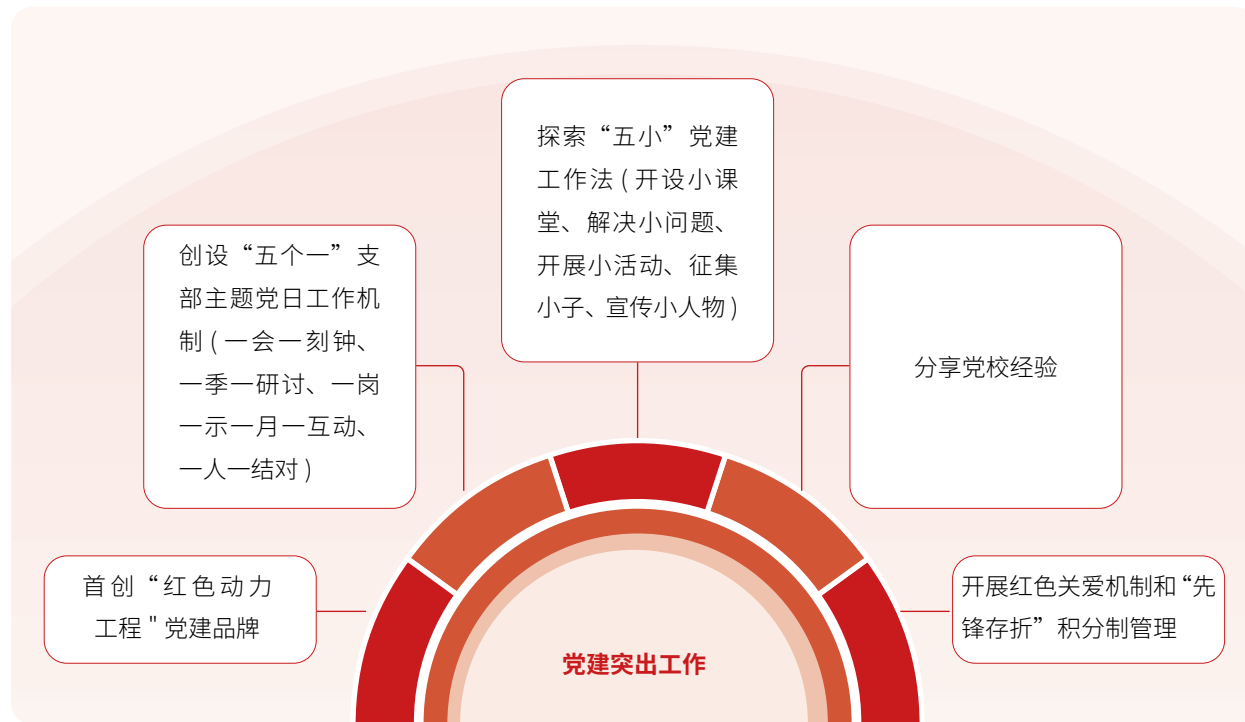 首创“红色动力
工程＂党建品牌
创设“五个一”支
部主题党日工作机
制(一会一刻钟、
一季一研讨、一岗
一示一月一互动、
一人一结对)
探索“五小”党建
工作法(开设小课
堂、解决小问题、
开展小活动、征集
小子、宣传小人物)
分享党校经验
开展红色关爱机制和“先
锋存折”积分制管理
党建突出工作